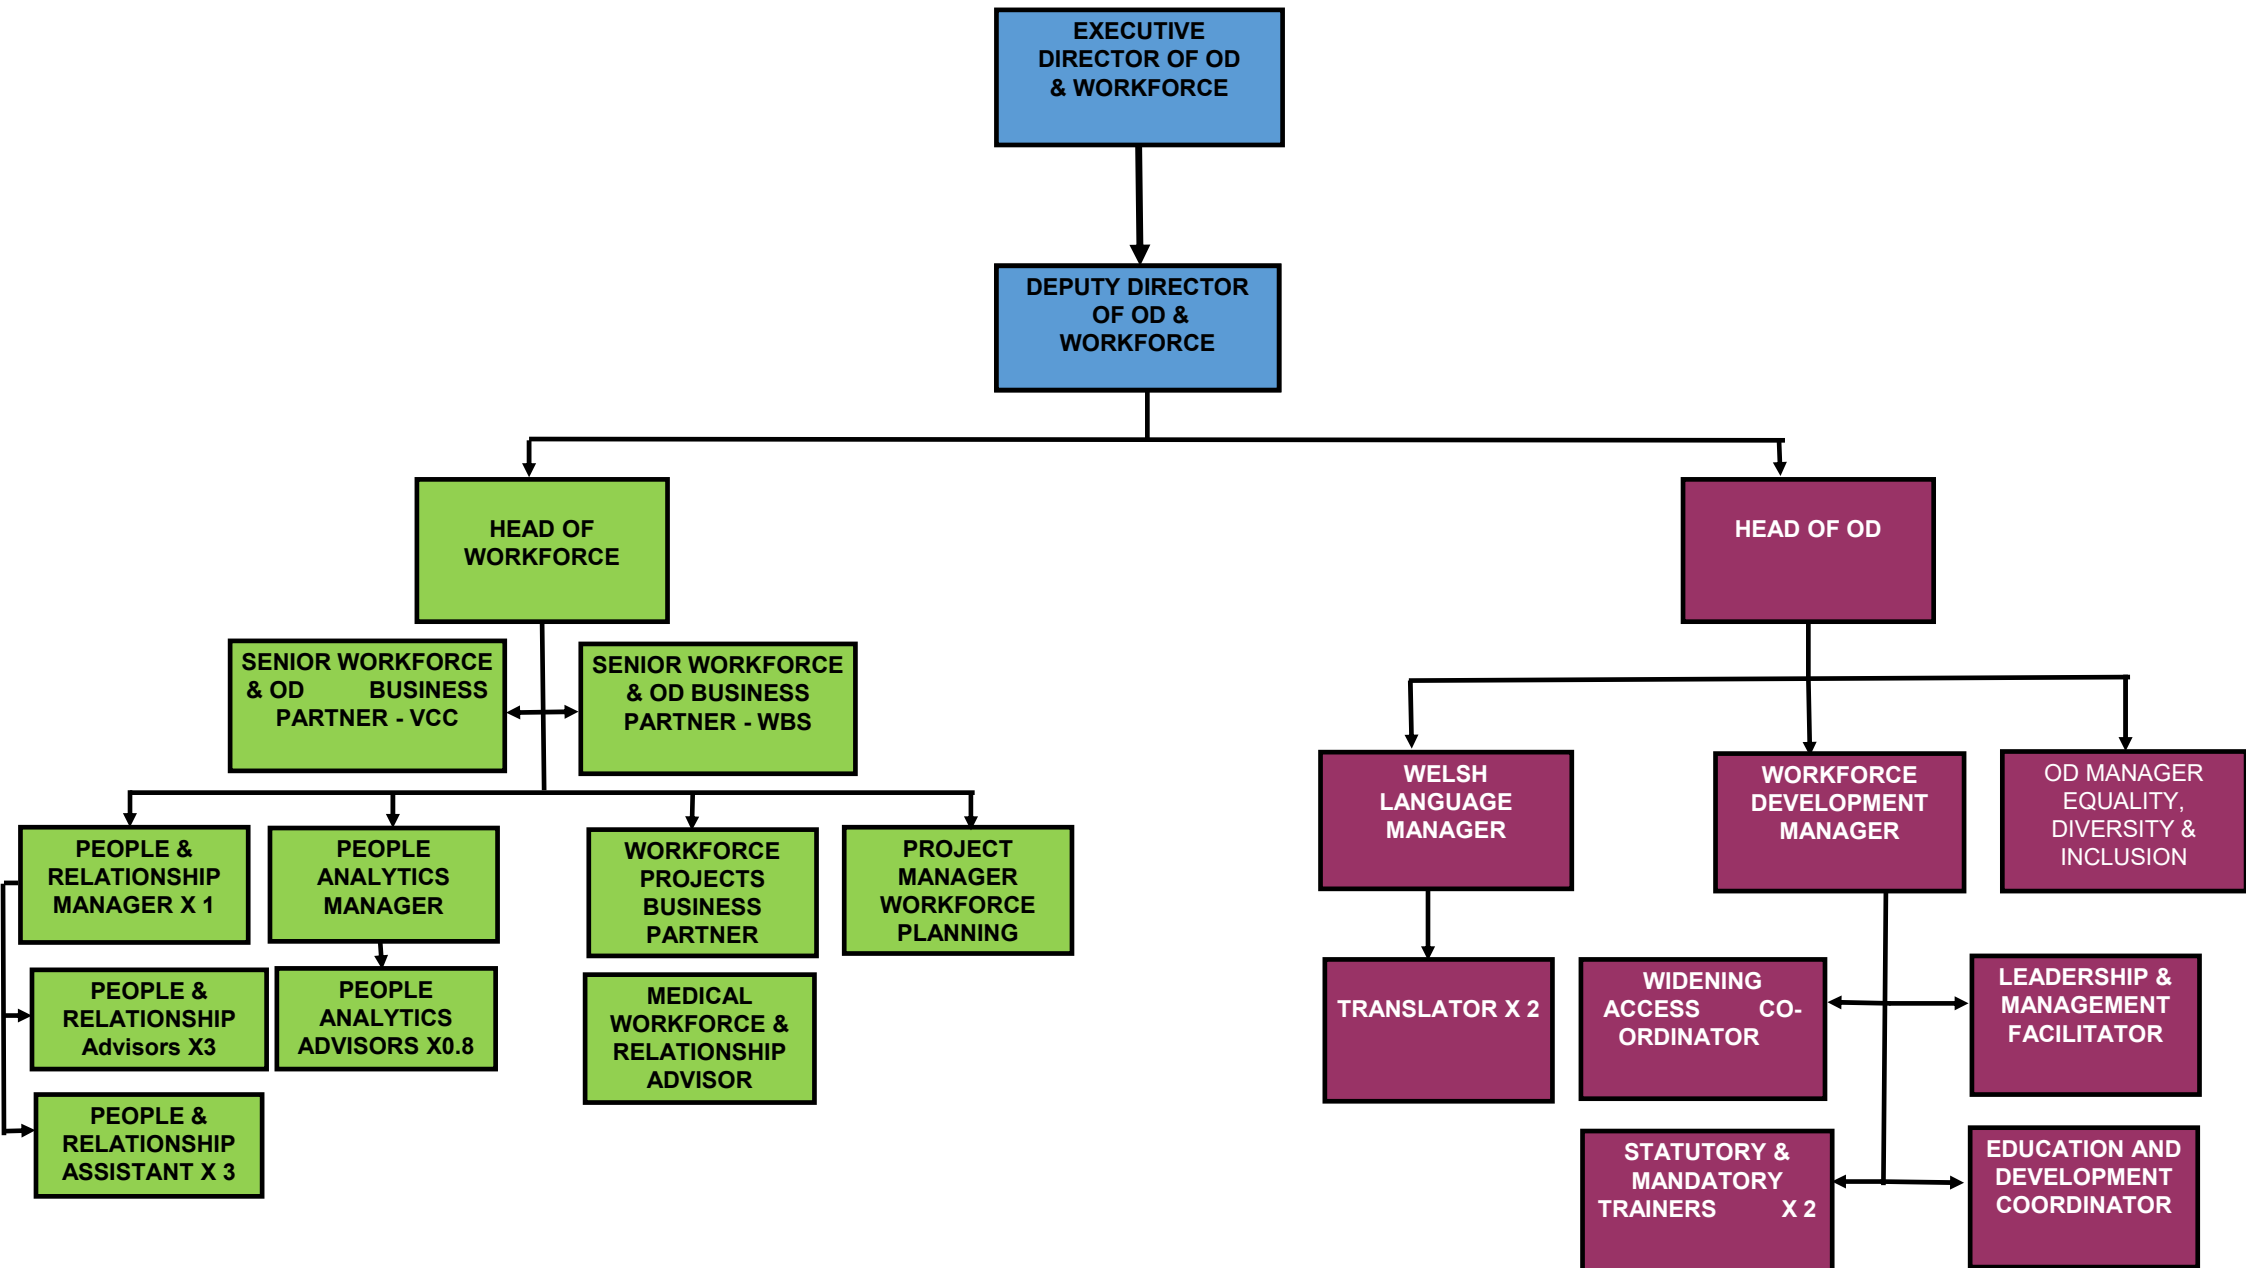 EXECUTIVE
DIRECTOR OF OD
& WORKFORCE
DEPUTY DIRECTOR
OF OD &
WORKFORCE
HEAD OF
WORKFORCE
HEAD OF OD
SENIOR WORKFORCE
& OD BUSINESS
PARTNER - VCC
SENIOR WORKFORCE
& OD BUSINESS
PARTNER - WBS
PEOPLE &
RELATIONSHIP
MANAGER X 1
PEOPLE
ANALYTICS
MANAGER
WORKFORCE
PROJECTS
BUSINESS
PARTNER
PROJECT
MANAGER
WORKFORCE
PLANNING
PEOPLE &
RELATIONSHIP
Advisors X3
PEOPLE
ANALYTICS
ADVISORS X0.8
MEDICAL
WORKFORCE &
RELATIONSHIP
ADVISOR
PEOPLE &
RELATIONSHIP
ASSISTANT X 3
WELSH
LANGUAGE
MANAGER
WORKFORCE
DEVELOPMENT
MANAGER
OD MANAGER
EQUALITY,
DIVERSITY &
INCLUSION
TRANSLATOR X 2
WIDENING
ACCESS CO-
ORDINATOR
LEADERSHIP &
MANAGEMENT
FACILITATOR
STATUTORY &
MANDATORY
TRAINERS X 2
EDUCATION AND
DEVELOPMENT
COORDINATOR